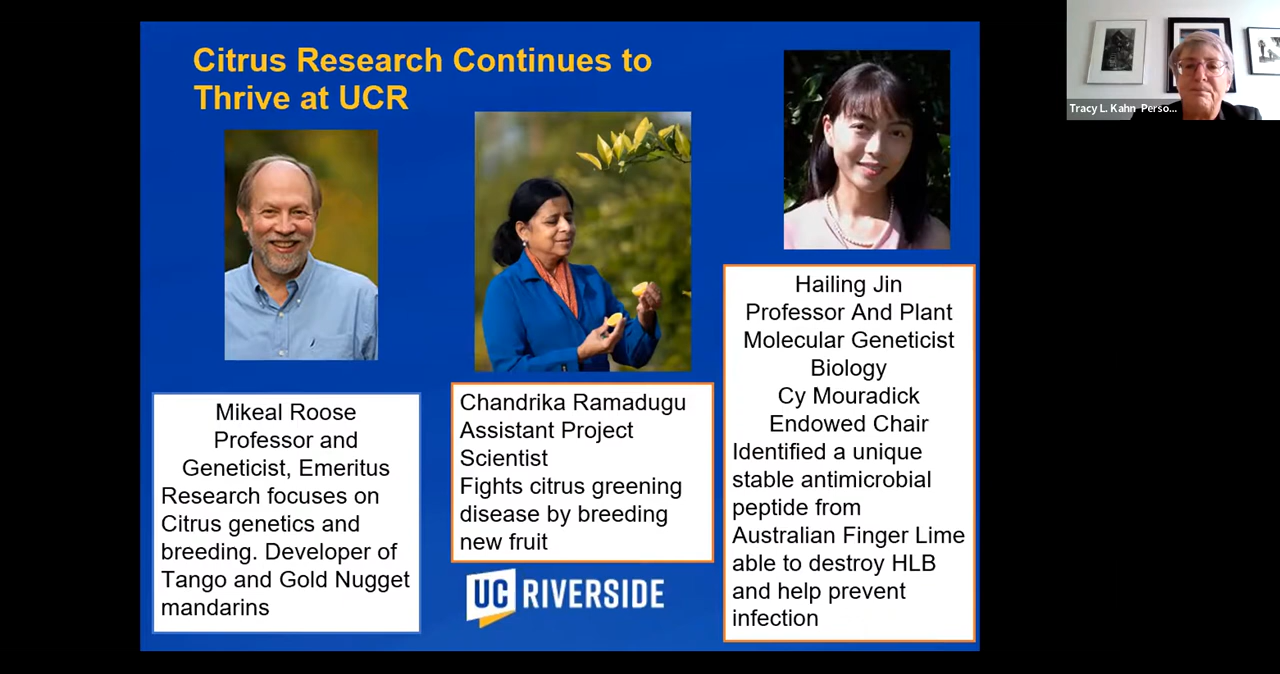 Citrus Research Continues to
Thrive at UCR
Mikeal Roose
Professor and
Geneticist, Emeritus
Research focuses on
Citrus genetics and
breeding. Developer of
Tango and Gold Nugget
mandarins
Chandrika Ramadugu
Assistant Project
Scientist
Fights citrus greening
disease by breeding
new fruit
UC RIVERSIDE
Hailing Jin
Professor And Plant
Molecular Geneticist
Biology
Cy Mouradick
Endowed Chair
Identified a unique
stable antimicrobial
peptide from
Australian Finger Lime
able to destroy HLB
and help prevent
infection
Tracy L. Kahn Perso...